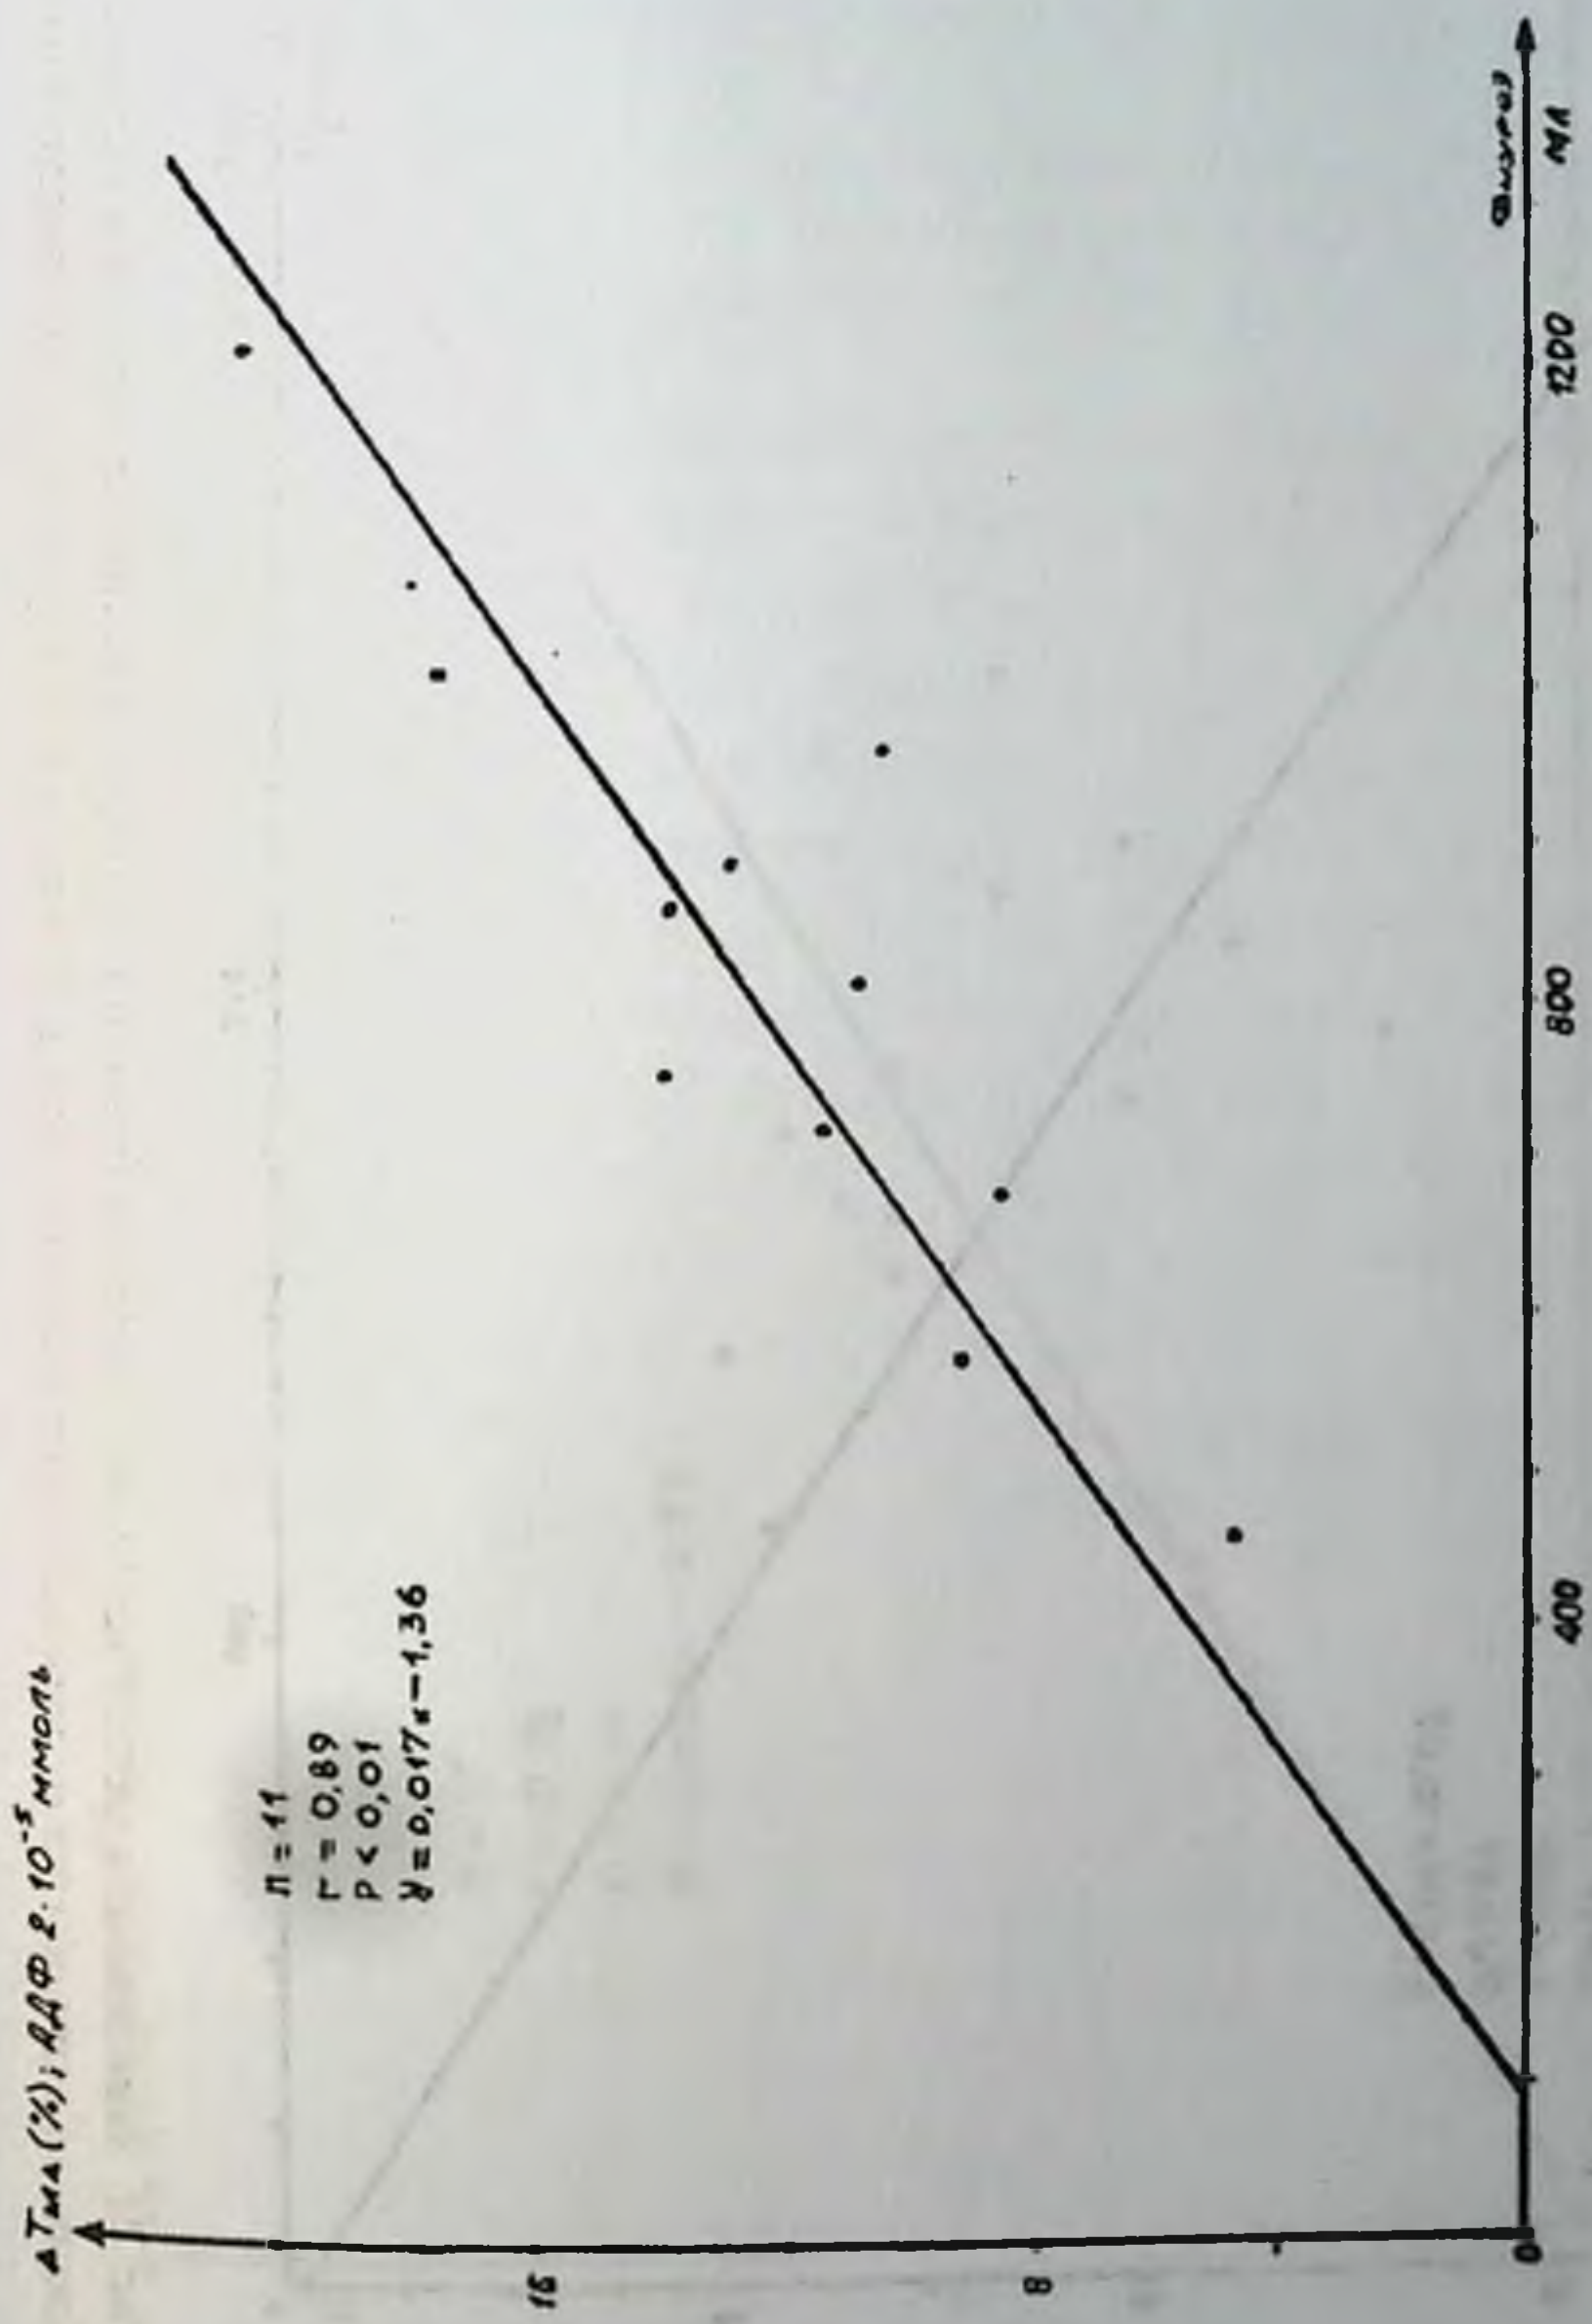 ΔTмл (%); АДФ 2·10⁻⁵ ммоль
n = 11
r = 0,89
P < 0,01
y = 0,017x − 1,36
16
8
0
400
800
1200
мл